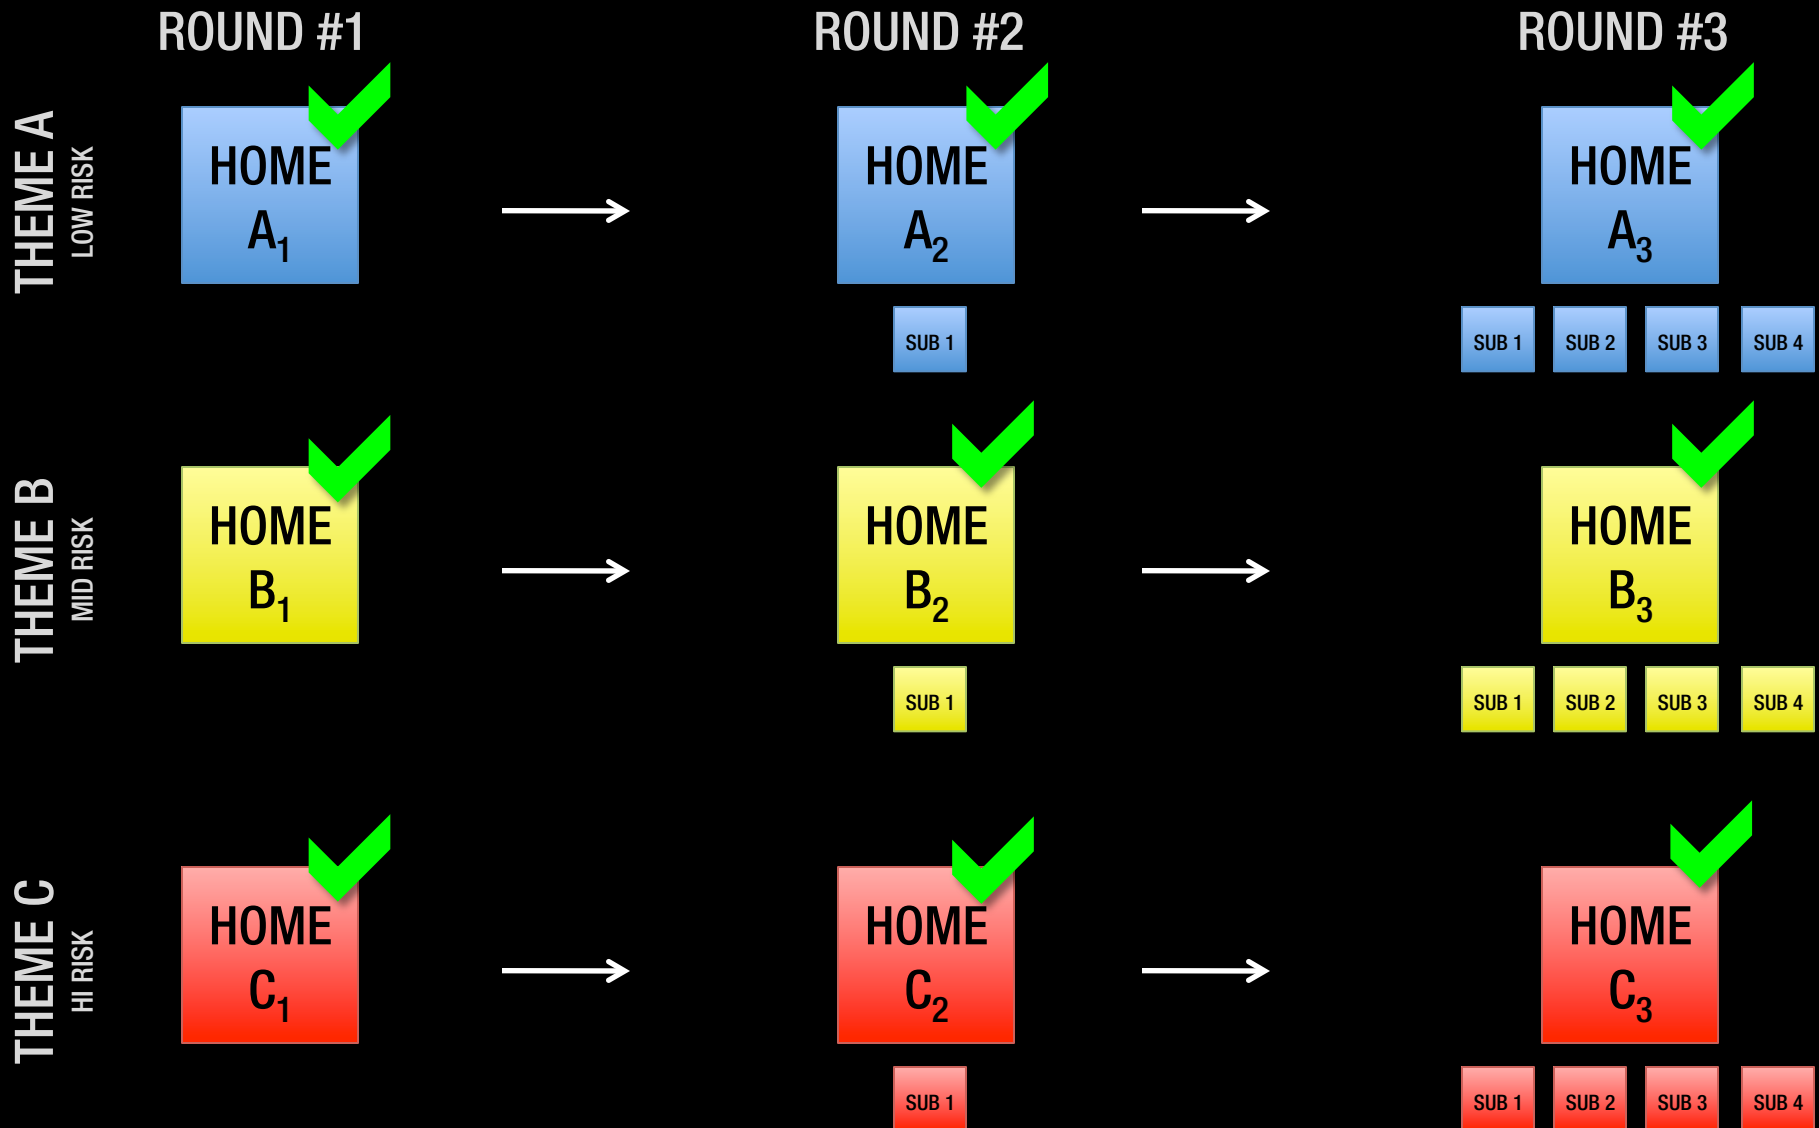 ROUND #1 ROUND #2 ROUND #3
THEME A
LOW RISK
HOME
A1
HOME
A2
HOME
A3
SUB 1
SUB 1 SUB 2 SUB 3 SUB 4
THEME B
MID RISK
HOME
B1
HOME
B2
HOME
B3
SUB 1
SUB 1 SUB 2 SUB 3 SUB 4
THEME C
HI RISK
HOME
C1
HOME
C2
HOME
C3
SUB 1
SUB 1 SUB 2 SUB 3 SUB 4